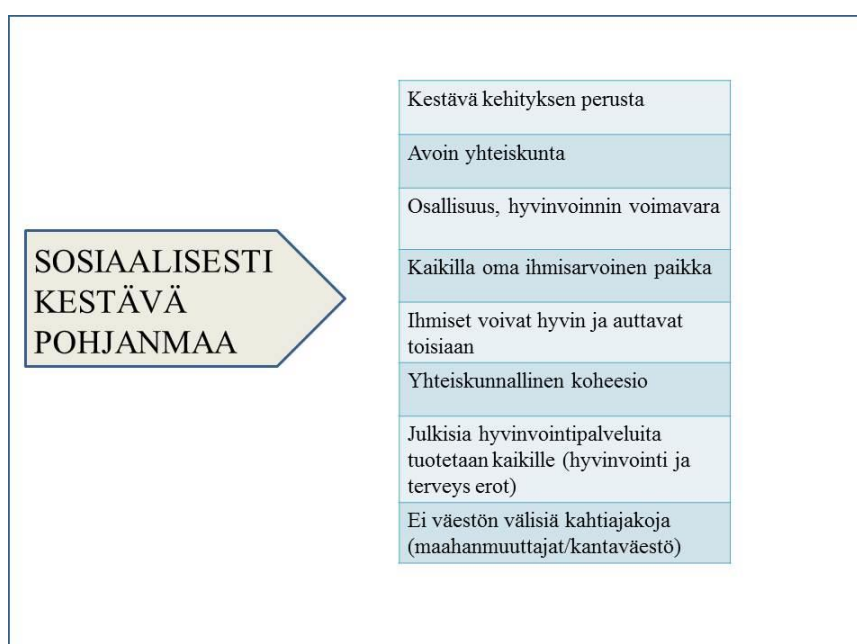 SOSIAALISESTI
KESTÄVÄ
POHJANMAA
Kestävä kehityksen perusta
Avoin yhteiskunta
Osallisuus, hyvinvoinnin voimavara
Kaikilla oma ihmisarvoinen paikka
Ihmiset voivat hyvin ja auttavat
toisiaan
Yhteiskunnallinen koheesio
Julkisia hyvinvointipalveluita
tuotetaan kaikille (hyvinvointi ja
terveys erot)
Ei väestön välisiä kahtiajakoja
(maahanmuuttajat/kantaväestö)